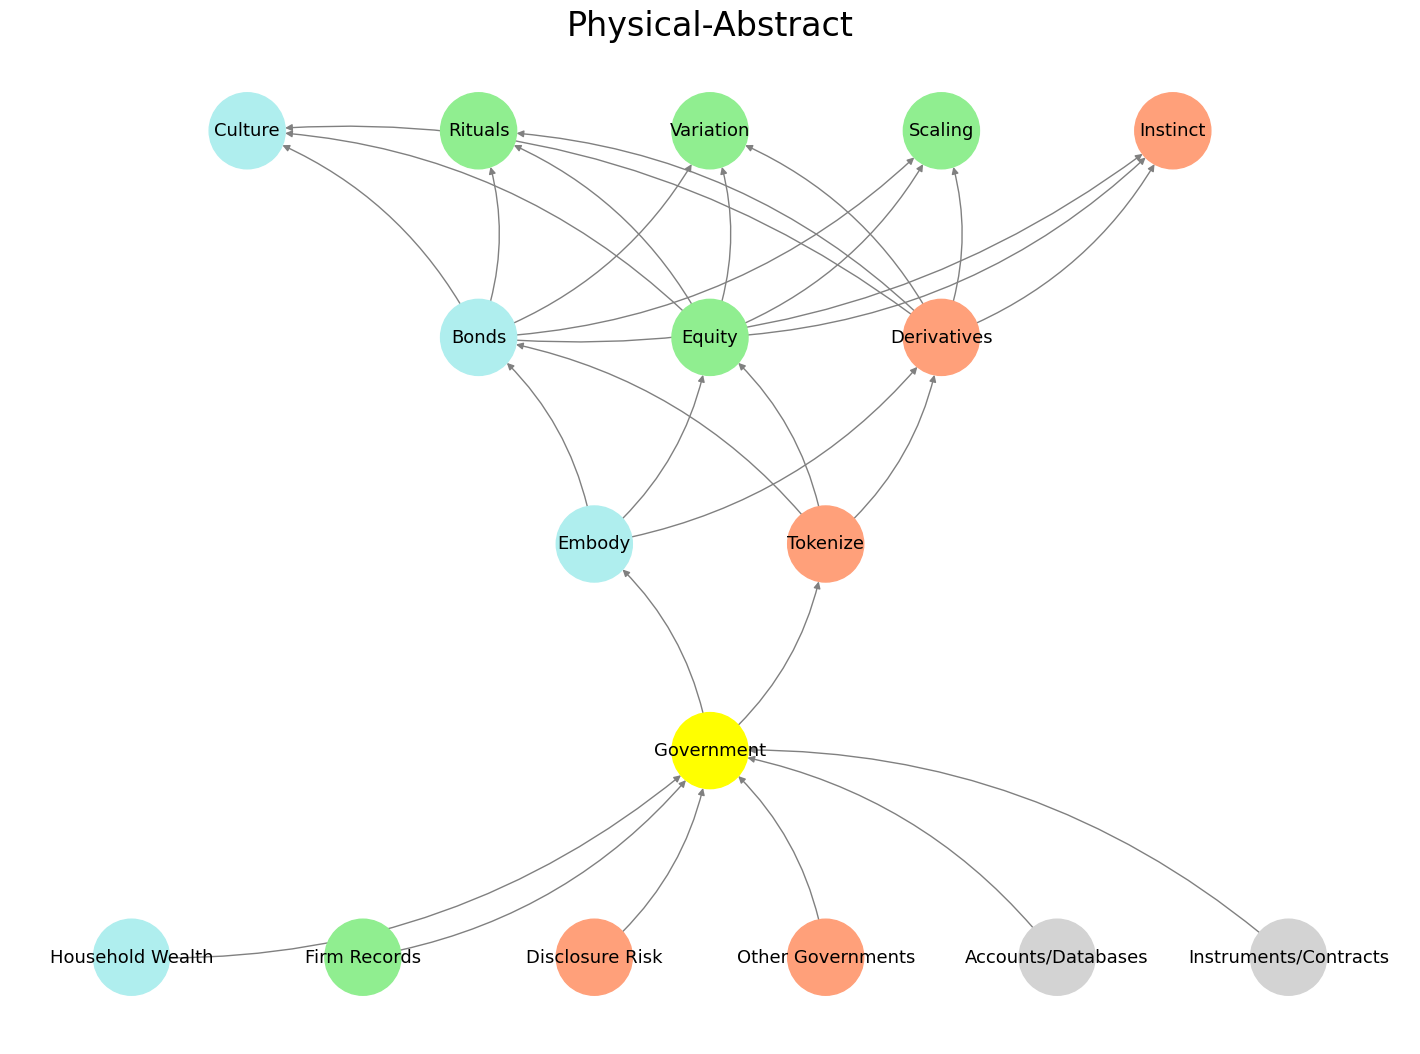 Physical-Abstract
Culture
Rituals
Variation
Scaling
Instinct
Bonds
Equity
Derivatives
Embody
Tokenize
Government
Household Wealth
Firm Records
Disclosure Risk
Other Governments
Accounts/Databases
Instruments/Contracts